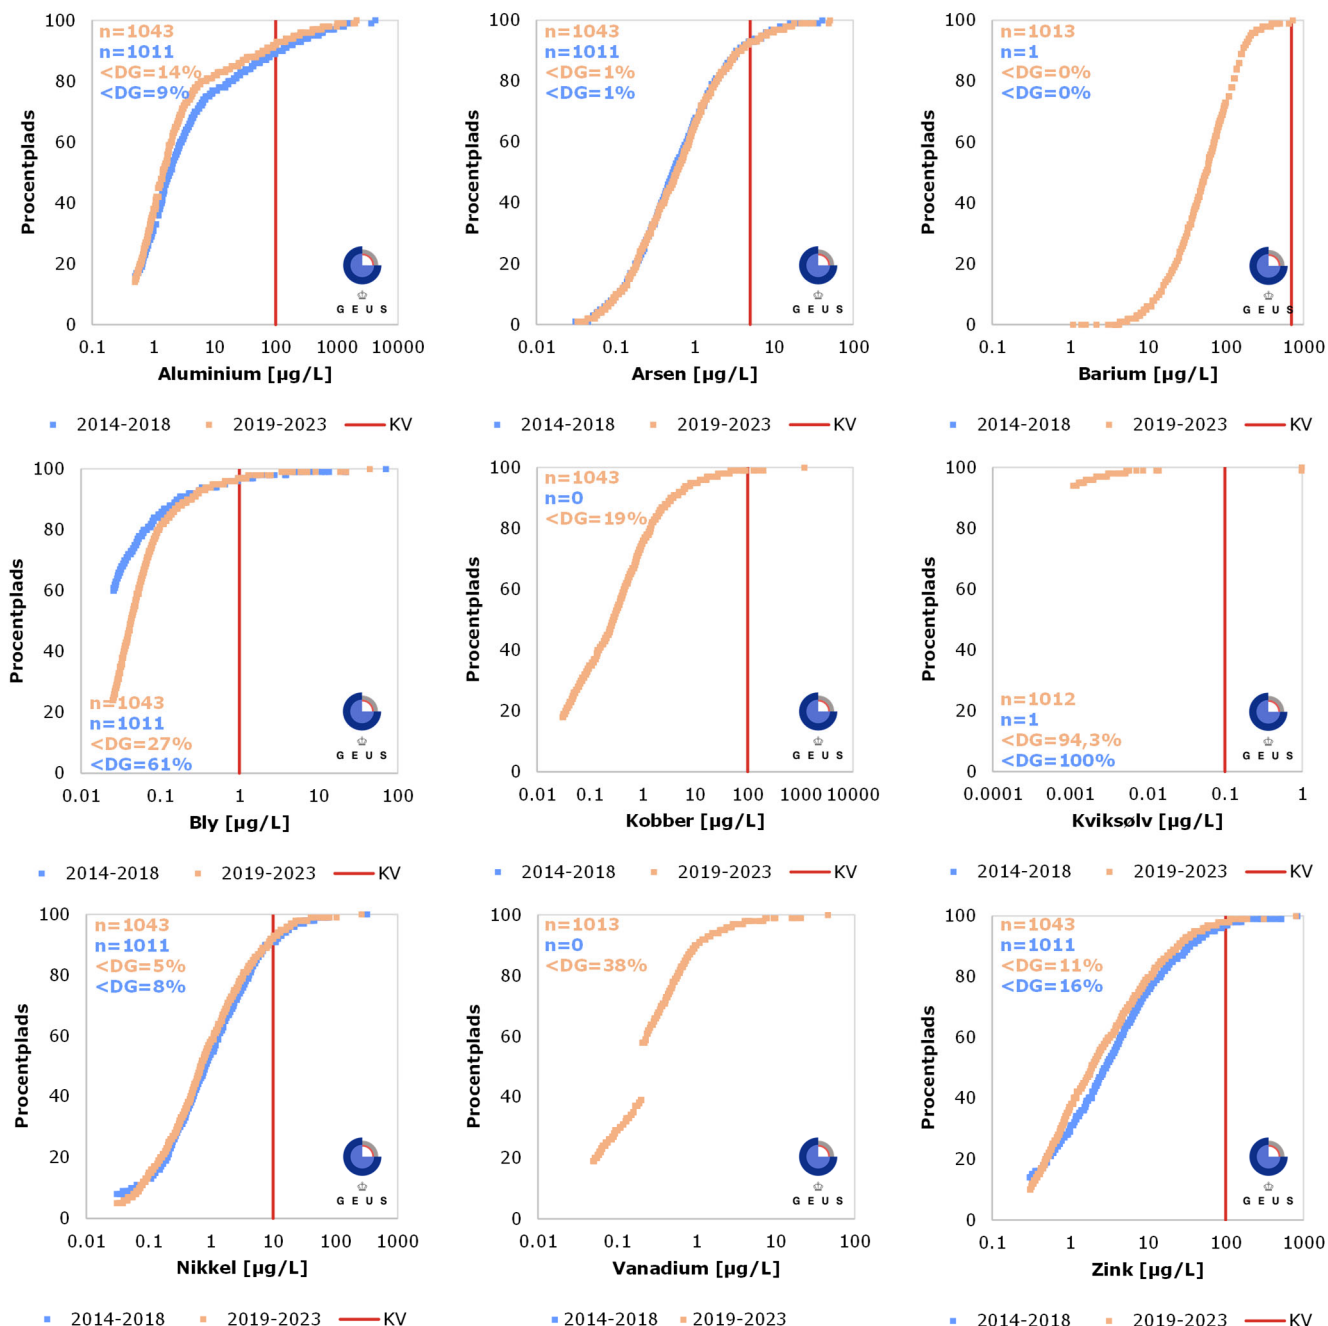 n=1043
n=1011
<DG=14%
<DG=9%
Procentplads
100
80
60
40
20
0
0.1 1 10 100 1000 10000
Aluminium [µg/L]
GEUS
2014-2018 2019-2023 KV
n=1043
n=1011
<DG=1%
<DG=1%
Procentplads
100
80
60
40
20
0
0.01 0.1 1 10 100
Arsen [µg/L]
GEUS
2014-2018 2019-2023 KV
n=1013
n=1
<DG=0%
<DG=0%
Procentplads
100
80
60
40
20
0
0.1 1 10 100 1000
Barium [µg/L]
GEUS
2014-2018 2019-2023 KV
Procentplads
100
80
60
40
20
0
n=1043
n=1011
<DG=27%
<DG=61%
0.01 0.1 1 10 100
Bly [µg/L]
GEUS
2014-2018 2019-2023 KV
n=1043
n=0
<DG=19%
Procentplads
100
80
60
40
20
0
0.01 0.1 1 10 100 1000 10000
Kobber [µg/L]
GEUS
2014-2018 2019-2023 KV
Procentplads
100
80
60
40
20
0
n=1012
n=1
<DG=94,3%
<DG=100%
0.0001 0.001 0.01 0.1 1
Kviksølv [µg/L]
GEUS
2014-2018 2019-2023 KV
n=1043
n=1011
<DG=5%
<DG=8%
Procentplads
100
80
60
40
20
0
0.01 0.1 1 10 100 1000
Nikkel [µg/L]
GEUS
2014-2018 2019-2023 KV
n=1013
n=0
<DG=38%
Procentplads
100
80
60
40
20
0
0.01 0.1 1 10 100
Vanadium [µg/L]
GEUS
2014-2018 2019-2023
n=1043
n=1011
<DG=11%
<DG=16%
Procentplads
100
80
60
40
20
0
0.1 1 10 100 1000
Zink [µg/L]
GEUS
2014-2018 2019-2023 KV